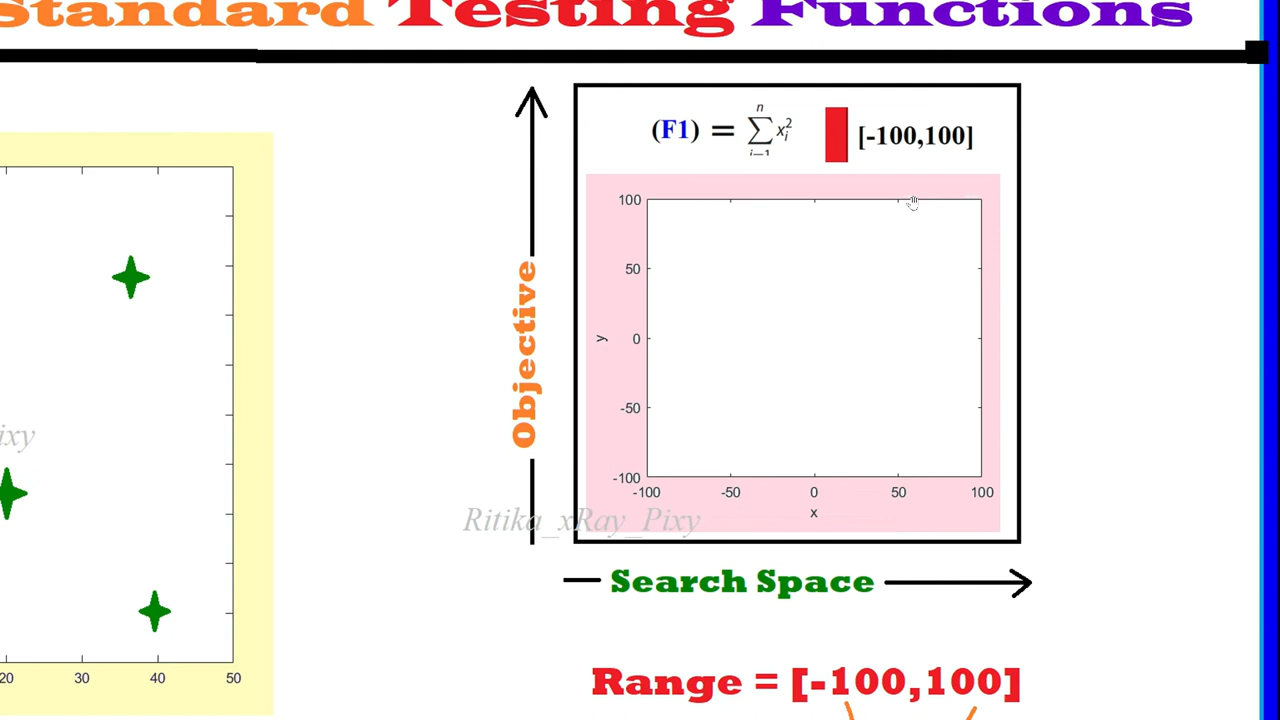 Standard Testing Functions
(F1) = n ∑ i=1 x_i^2 [-100,100]
100
50
0
-50
-100
y
-100 -50 0 50 100
x
Objective
Ritika_xRay_Pixy
Search Space
Range = [-100,100]
ixy
20 30 40 50